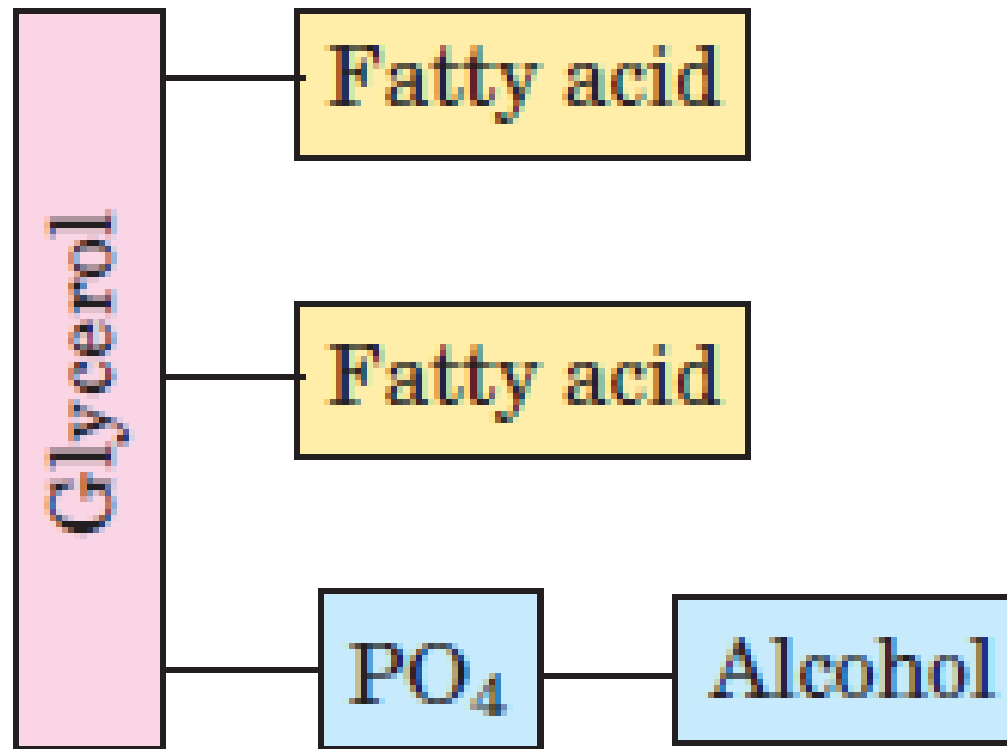 Glycerol
Fatty acid
Fatty acid
PO₄
Alcohol